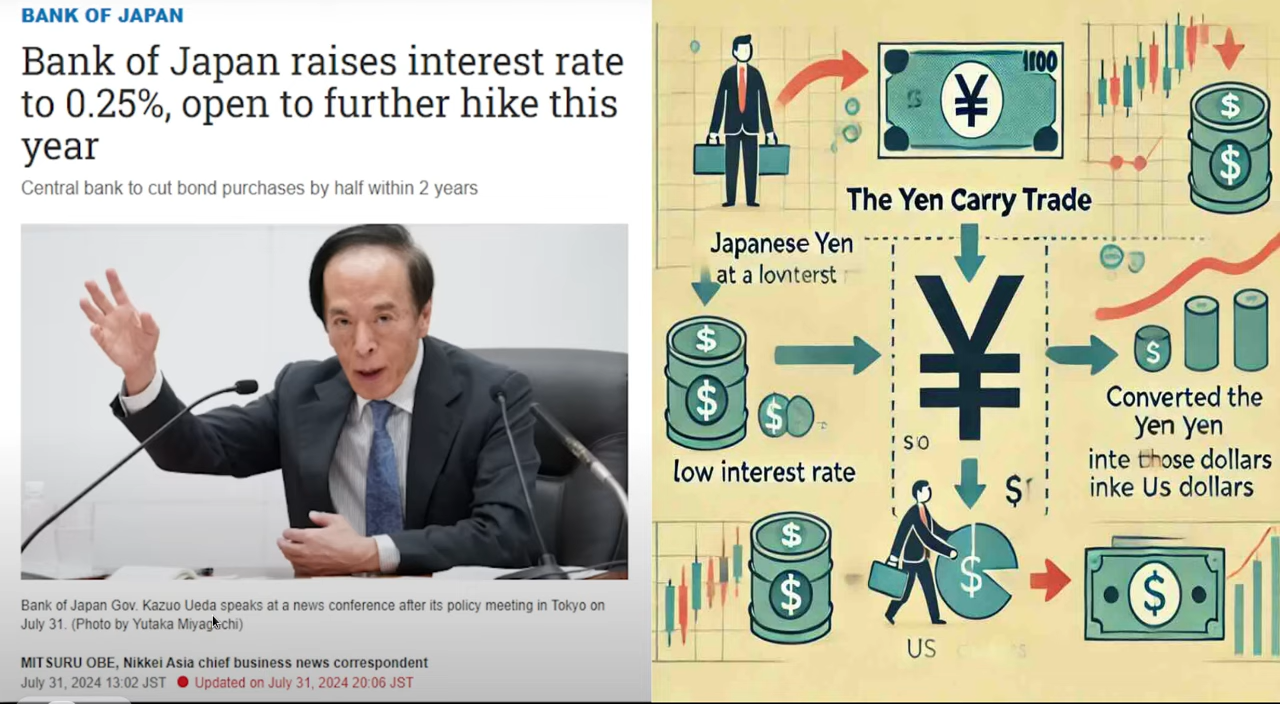 BANK OF JAPAN
Bank of Japan raises interest rate
to 0.25%, open to further hike this
year
Central bank to cut bond purchases by half within 2 years
Bank of Japan Gov. Kazuo Ueda speaks at a news conference after its policy meeting in Tokyo on
July 31. (Photo by Yutaka Miyaguchi)
MITSURU OBE, Nikkei Asia chief business news correspondent
July 31, 2024 13:02 JST Updated on July 31, 2024 20:06 JST
¥
$
$
The Yen Carry Trade
Japanese Yen
at a lovnterst
$
$
$
¥
$
Converted the
Yen Yen
inte those dollars
inke Us dollars
low interest rate
so
$
$
$
$
$
US